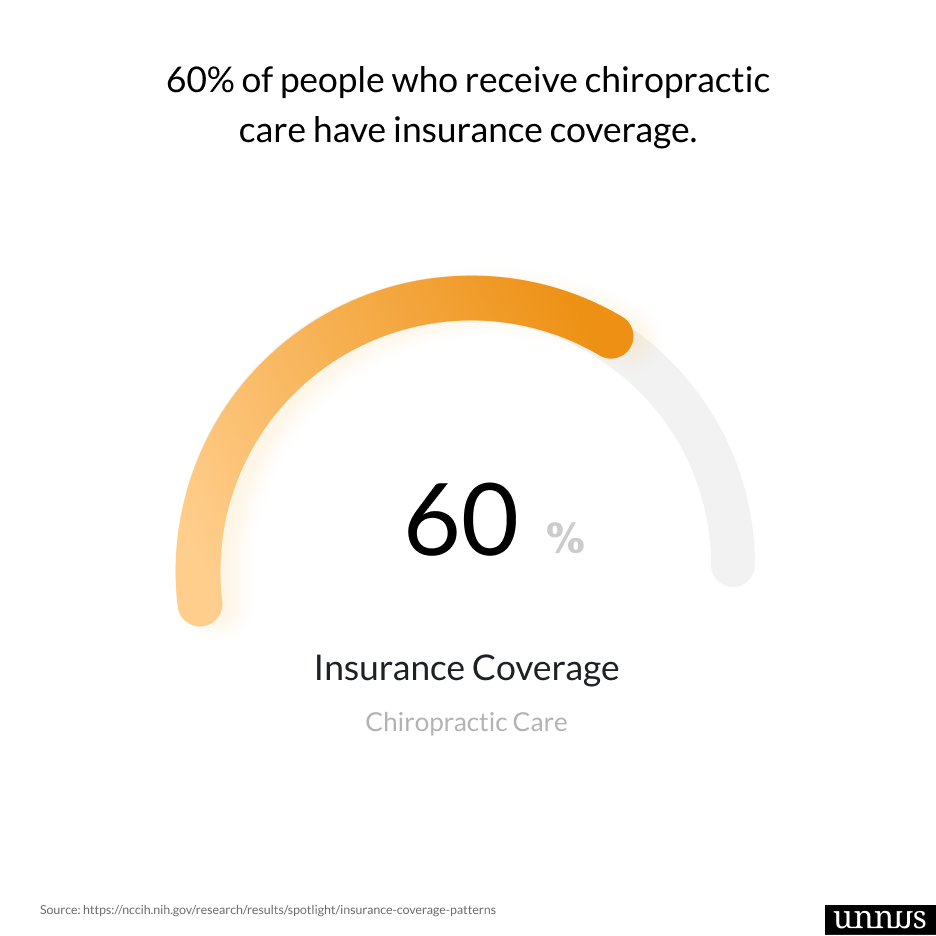 60% of people who receive chiropractic
care have insurance coverage.
60 %
Insurance Coverage
Chiropractic Care
Source: https://nccih.nih.gov/research/results/spotlight/insurance-coverage-patterns
unnus